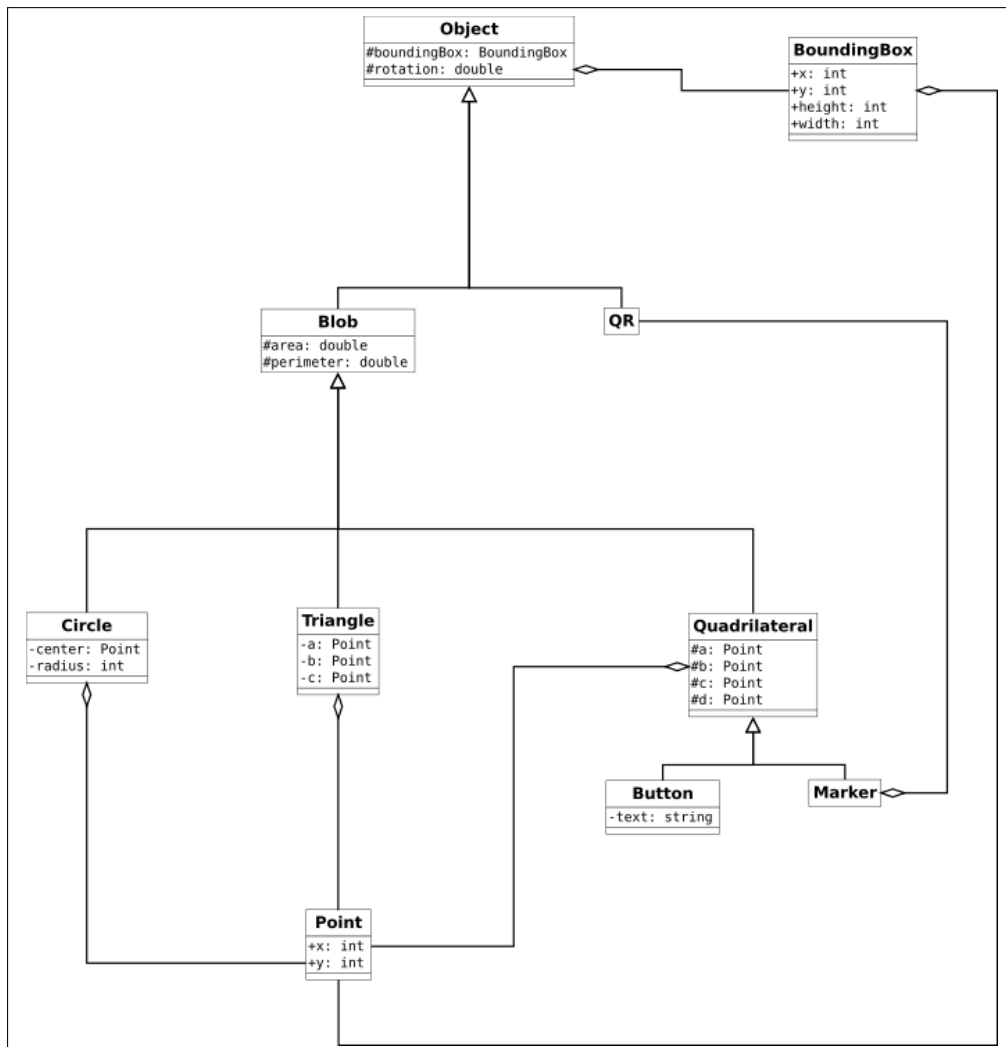 Object
#boundingBox: BoundingBox
#rotation: double
BoundingBox
+x: int
+y: int
+height: int
+width: int
Blob
#area: double
#perimeter: double
QR
Circle
-center: Point
-radius: int
Triangle
-a: Point
-b: Point
-c: Point
Quadrilateral
#a: Point
#b: Point
#c: Point
#d: Point
Button
-text: string
Marker
Point
+x: int
+y: int